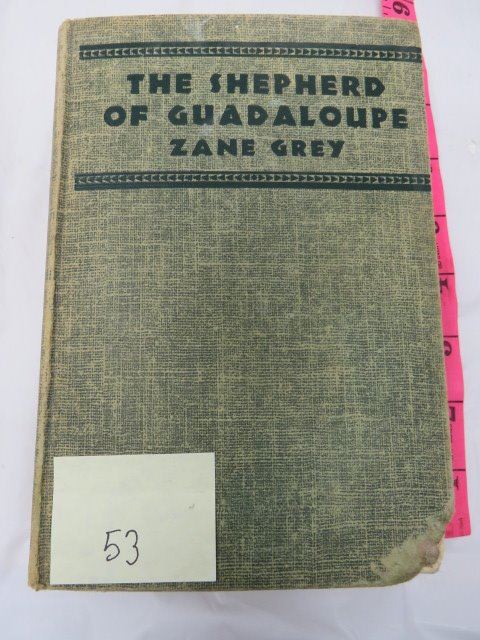 THE SHEPHERD
OF GUADALOUPE
ZANE GREY
53